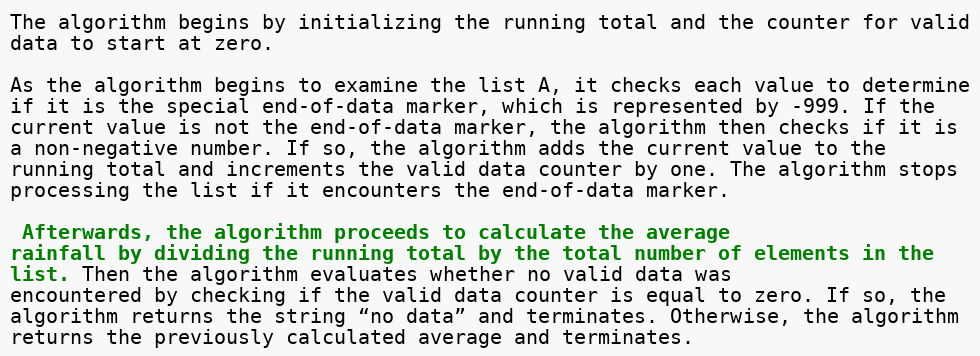 The algorithm begins by initializing the running total and the counter for valid
data to start at zero.
As the algorithm begins to examine the list A, it checks each value to determine
if it is the special end-of-data marker, which is represented by -999. If the
current value is not the end-of-data marker, the algorithm then checks if it is
a non-negative number. If so, the algorithm adds the current value to the
running total and increments the valid data counter by one. The algorithm stops
processing the list if it encounters the end-of-data marker.
Afterwards, the algorithm proceeds to calculate the average
rainfall by dividing the running total by the total number of elements in the
list. Then the algorithm evaluates whether no valid data was
encountered by checking if the valid data counter is equal to zero. If so, the
algorithm returns the string “no data” and terminates. Otherwise, the algorithm
returns the previously calculated average and terminates.